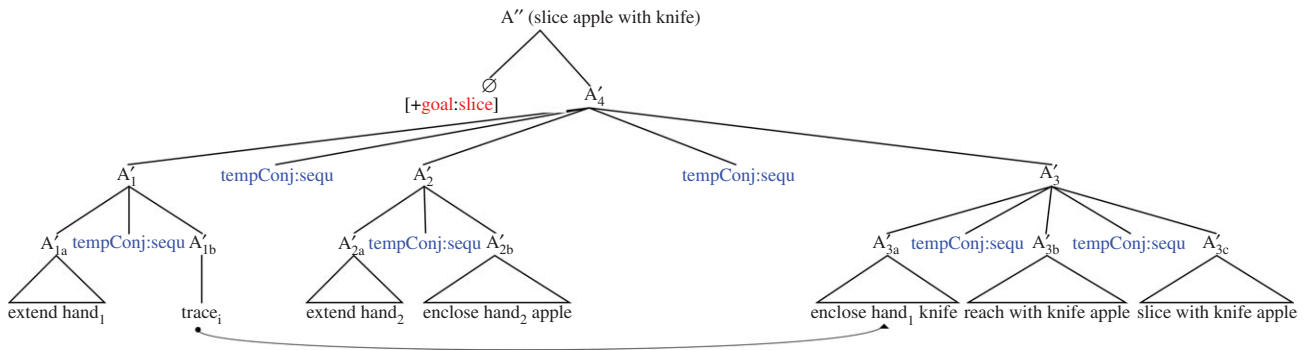 A″ (slice apple with knife)
∅
[+goal:slice]
A′₄
A′₁ tempConj:sequ A′₂ tempConj:sequ A′₃
A′₁ₐ tempConj:sequ A′₁b A′₂ₐ tempConj:sequ A′₂b A′₃ₐ tempConj:sequ A′₃b tempConj:sequ A′₃c
extend hand₁ traceᵢ extend hand₂ enclose hand₂ apple enclose hand₁ knife reach with knife apple slice with knife apple